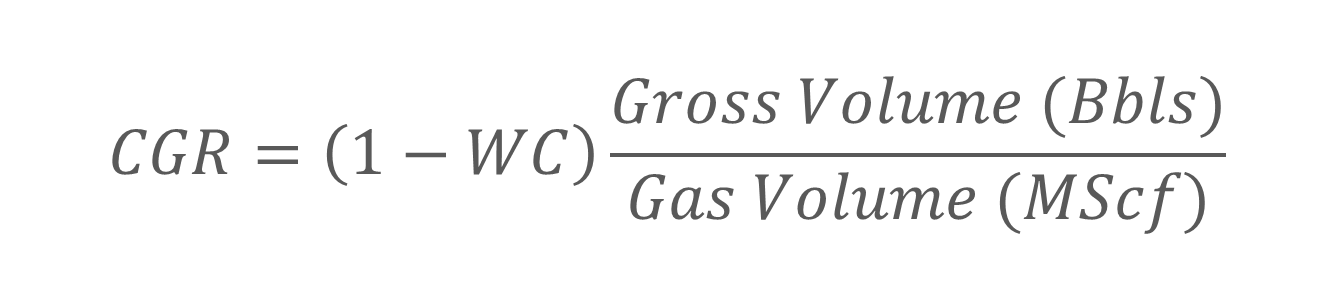 CGR = (1 − WC) Gross Volume (Bbls) / Gas Volume (MScf)